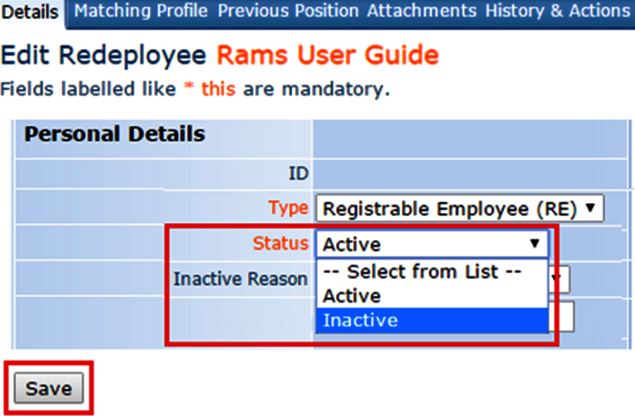 Details Matching Profile Previous Position Attachments History & Actions
Edit Redeployee Rams User Guide
Fields labelled like * this are mandatory.
Personal Details
ID
Type Registrable Employee (RE)
Status Active
-- Select from List --
Inactive Reason
Active
Inactive
Save